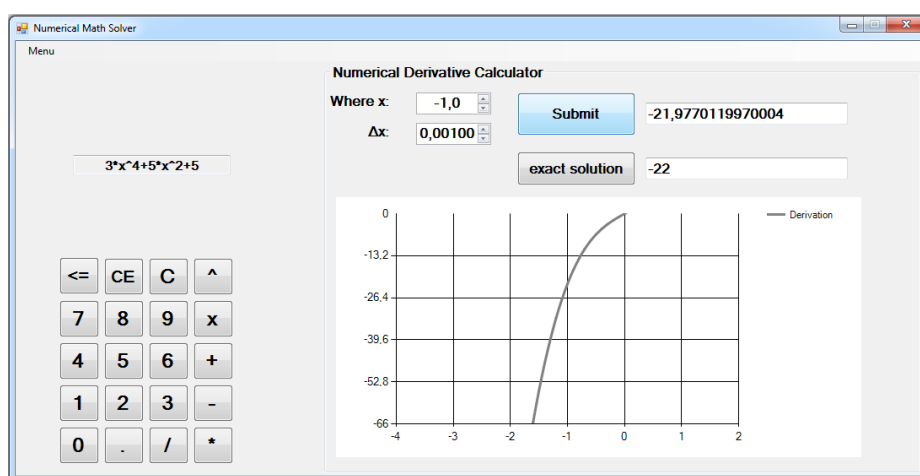 Numerical Math Solver
Menu
Numerical Derivative Calculator
Where x: -1,0 Submit -21,9770119970004
Δx: 0,00100
3*x^4+5*x^2+5
exact solution -22
<= CE C ^
7 8 9 x
4 5 6 +
1 2 3 -
0 . / *
0
-13,2
-26,4
-39,6
-52,8
-66
-4 -3 -2 -1 0 1 2
Derivation